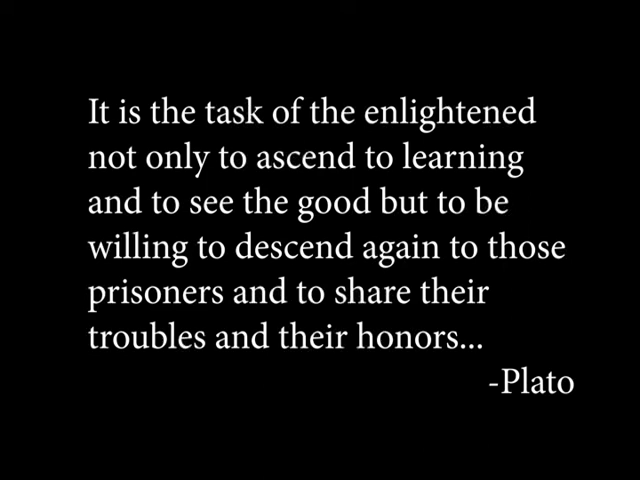 It is the task of the enlightened
not only to ascend to learning
and to see the good but to be
willing to descend again to those
prisoners and to share their
troubles and their honors...
-Plato